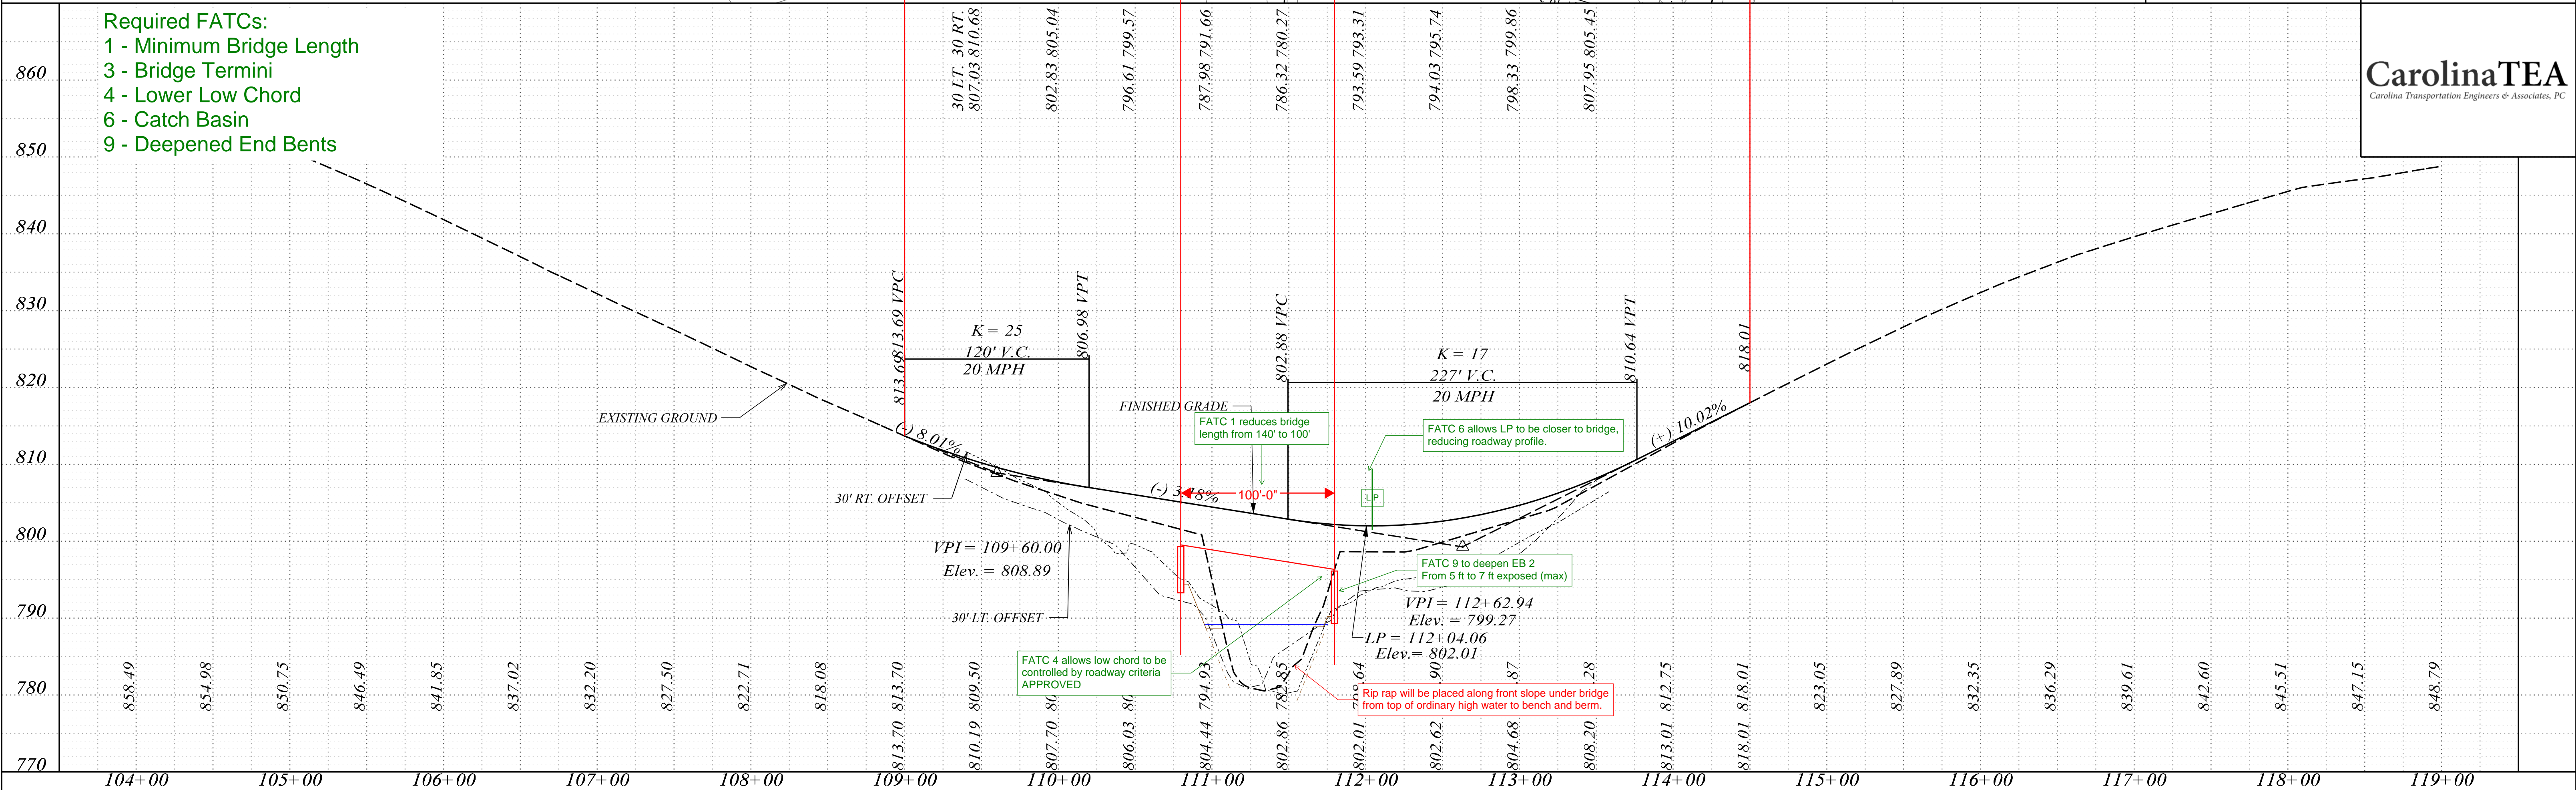 Required FATCs:
1 - Minimum Bridge Length
3 - Bridge Termini
4 - Lower Low Chord
6 - Catch Basin
9 - Deepened End Bents
CarolinaTEA
Carolina Transportation Engineers & Associates, PC
30 LT. 30 RT.
807.03 810.68
802.83 805.04
796.61 799.57
787.98 791.66
786.32 780.27
793.59 793.31
794.03 795.74
798.33 799.86
807.95 805.45
860
850
840
830
820
810
800
790
780
770
813.69 VPC
813.69
K = 25
120' V.C.
20 MPH
806.98 VPT
802.88 VPC
K = 17
227' V.C.
20 MPH
810.64 VPT
818.01
EXISTING GROUND
FINISHED GRADE
FATC 1 reduces bridge
length from 140' to 100'
FATC 6 allows LP to be closer to bridge,
reducing roadway profile.
(-) 8.01%
(+) 10.02%
30' RT. OFFSET
(-) 3.18%
100'-0"
LP
VPI = 109+60.00
Elev. = 808.89
30' LT. OFFSET
FATC 9 to deepen EB 2
From 5 ft to 7 ft exposed (max)
VPI = 112+62.94
Elev. = 799.27
LP = 112+04.06
Elev.= 802.01
FATC 4 allows low chord to be
controlled by roadway criteria
APPROVED
Rip rap will be placed along front slope under bridge
from top of ordinary high water to bench and berm.
858.49
854.98
850.75
846.49
841.85
837.02
832.20
827.50
822.71
818.08
813.70
809.50
794.93
782.85
812.75
818.01
823.05
827.89
832.35
836.29
839.61
842.60
845.51
847.15
848.79
813.70
810.19
807.70
806.03
804.44
802.86
802.01
802.62
804.68
808.20
813.01
818.01
104+00
105+00
106+00
107+00
108+00
109+00
110+00
111+00
112+00
113+00
114+00
115+00
116+00
117+00
118+00
119+00